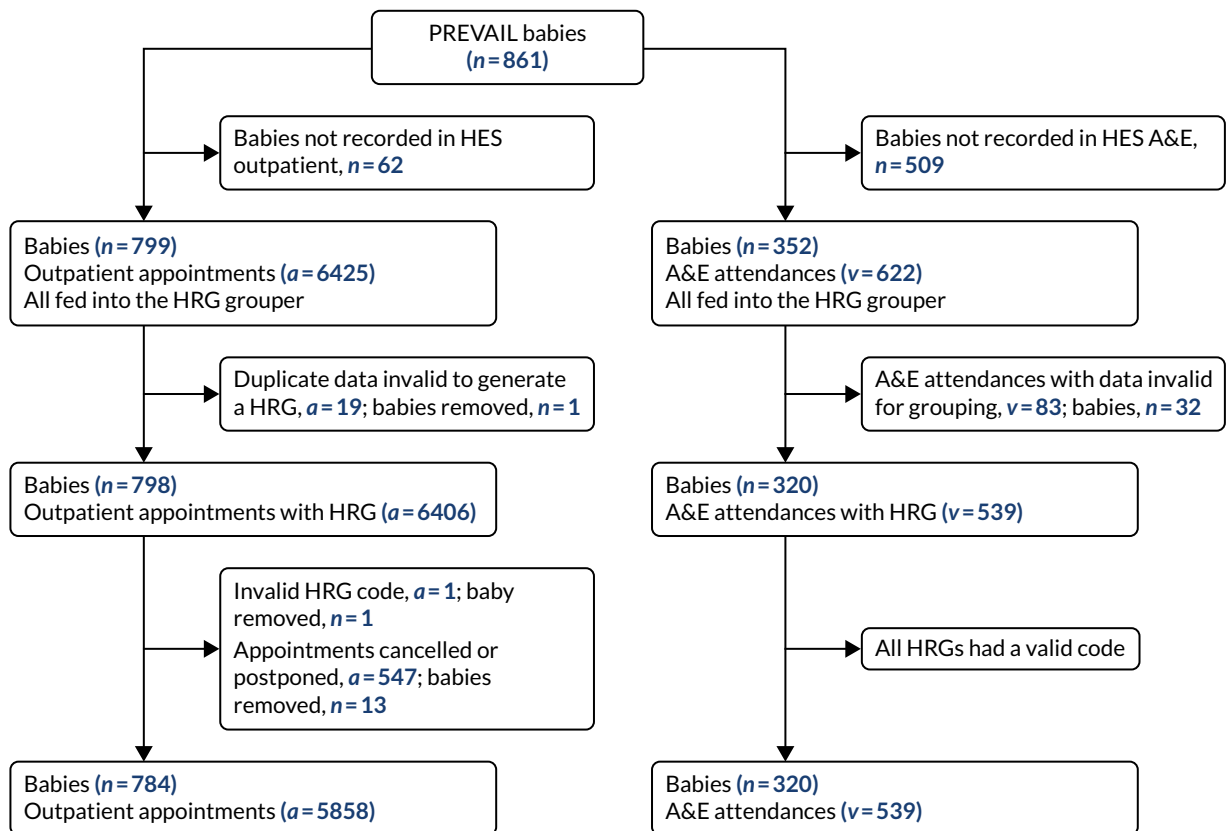 PREVAIL babies
(n=861)
Babies not recorded in HES
outpatient, n=62
Babies not recorded in HES A&E,
n=509
Babies (n=799)
Outpatient appointments (a=6425)
All fed into the HRG grouper
Babies (n=352)
A&E attendances (v=622)
All fed into the HRG grouper
Duplicate data invalid to generate
a HRG, a=19; babies removed, n=1
A&E attendances with data invalid
for grouping, v=83; babies, n=32
Babies (n=798)
Outpatient appointments with HRG (a=6406)
Babies (n=320)
A&E attendances with HRG (v=539)
Invalid HRG code, a=1; baby
removed, n=1
Appointments cancelled or
postponed, a=547; babies
removed, n=13
All HRGs had a valid code
Babies (n=784)
Outpatient appointments (a=5858)
Babies (n=320)
A&E attendances (v=539)